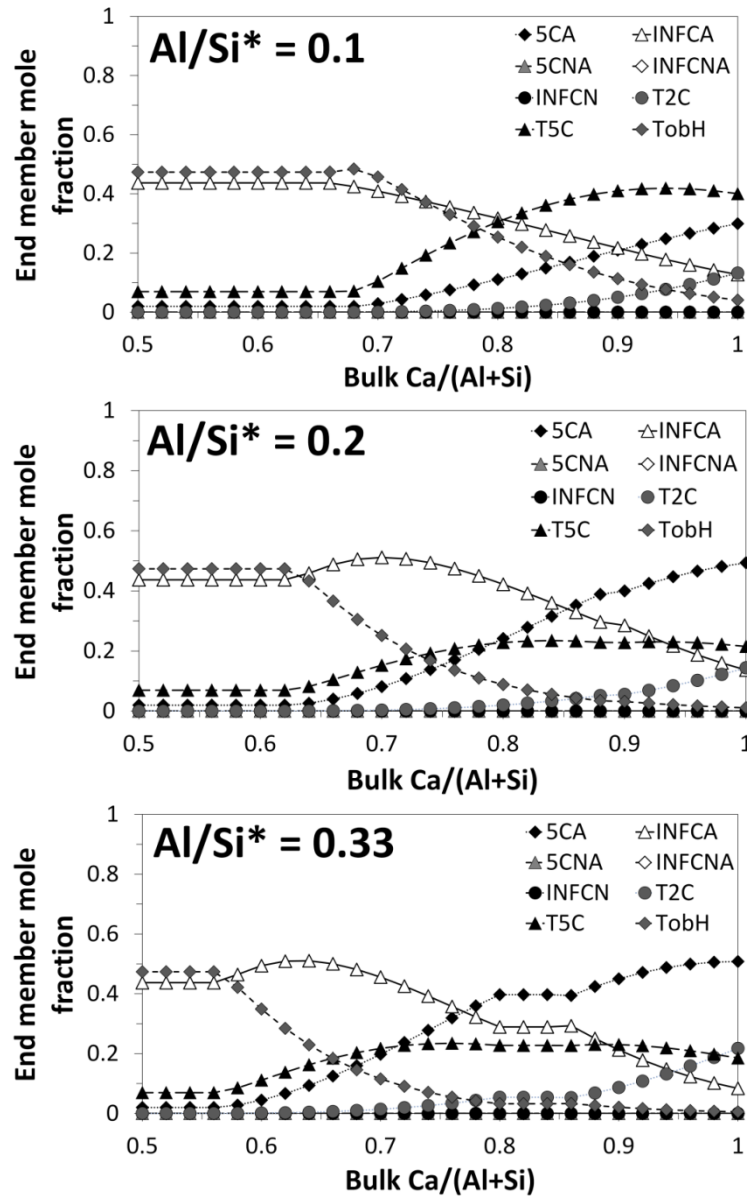 Al/Si* = 0.1
5CA INFCA
5CNA INFCNA
INFCN T2C
T5C TobH
End member mole
fraction
1
0.8
0.6
0.4
0.2
0
0.5 0.6 0.7 0.8 0.9 1
Bulk Ca/(Al+Si)
Al/Si* = 0.2
5CA INFCA
5CNA INFCNA
INFCN T2C
T5C TobH
End member mole
fraction
1
0.8
0.6
0.4
0.2
0
0.5 0.6 0.7 0.8 0.9 1
Bulk Ca/(Al+Si)
Al/Si* = 0.33
5CA INFCA
5CNA INFCNA
INFCN T2C
T5C TobH
End member mole
fraction
1
0.8
0.6
0.4
0.2
0
0.5 0.6 0.7 0.8 0.9 1
Bulk Ca/(Al+Si)